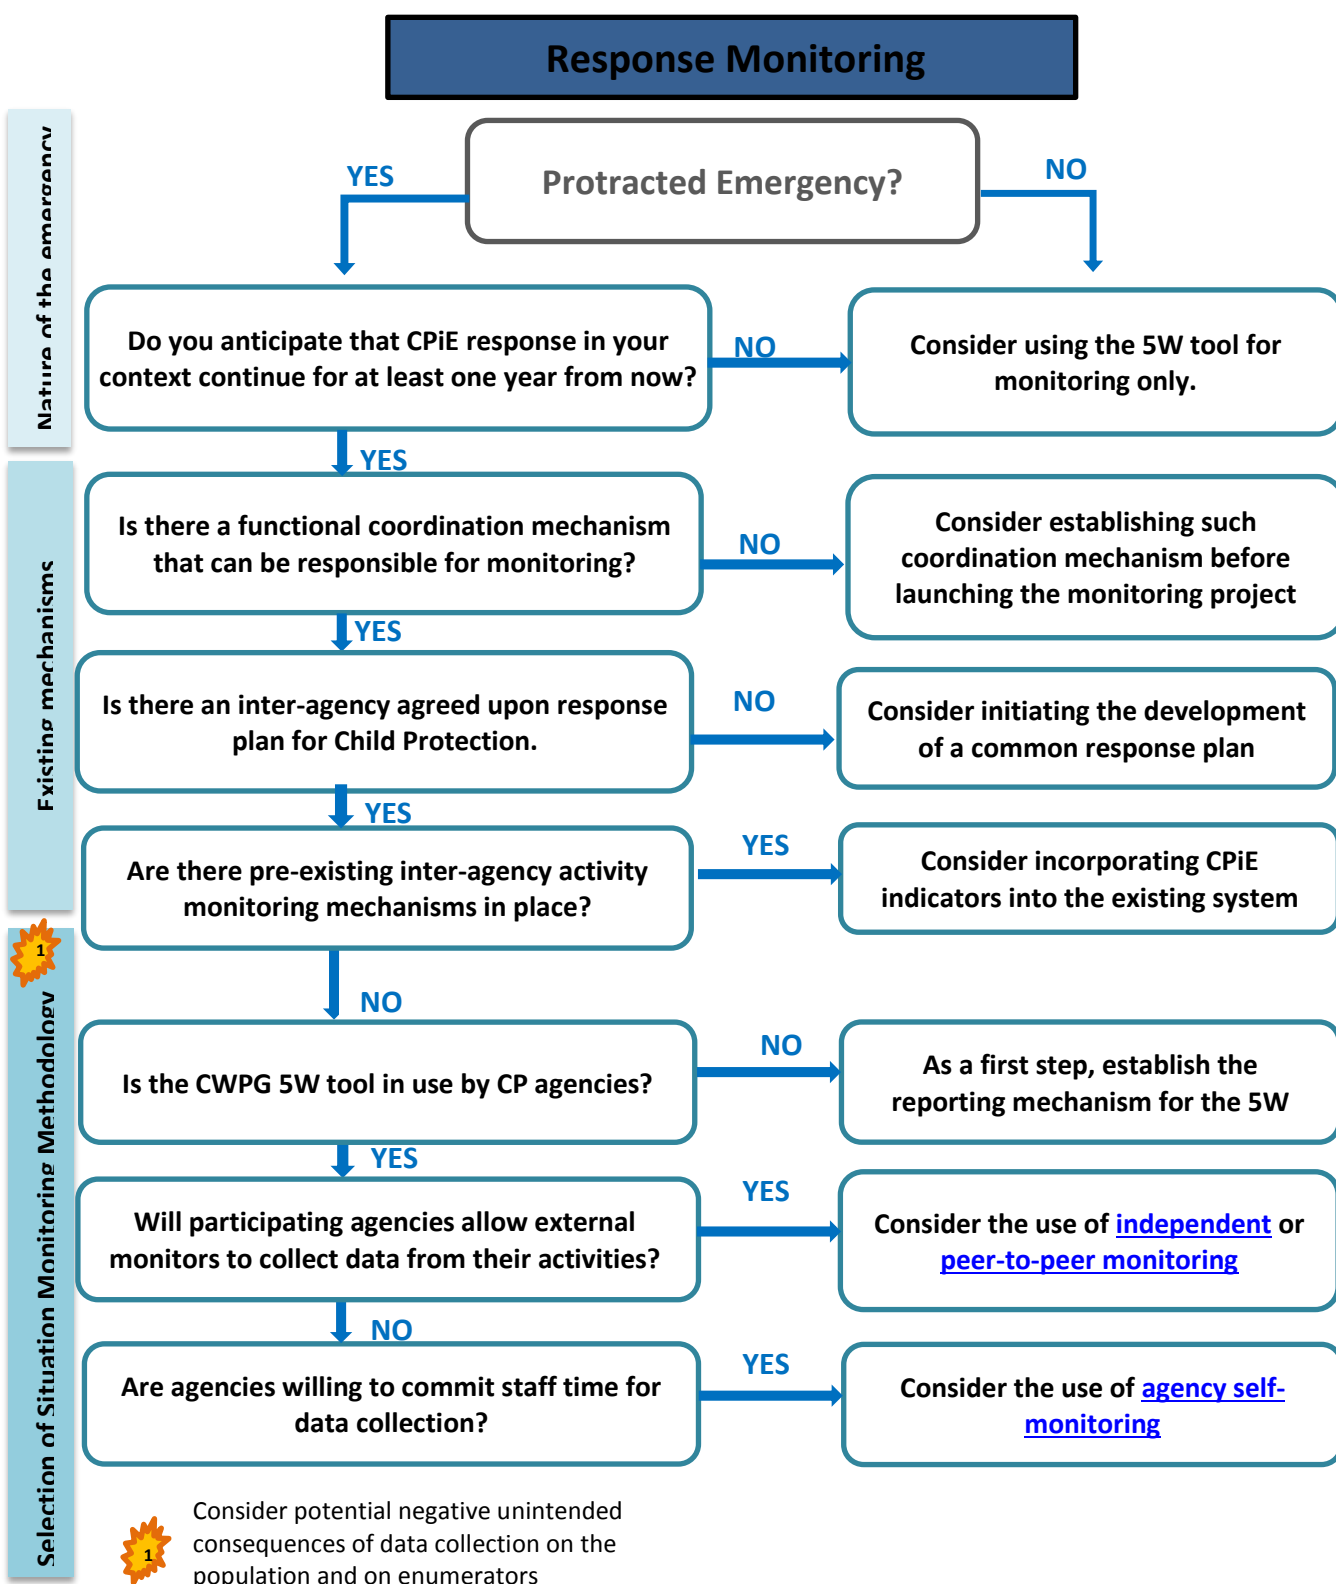 Response Monitoring
Nature of the emergency
Protracted Emergency?
YES
NO
Do you anticipate that CPiE response in your
context continue for at least one year from now?
NO
Consider using the 5W tool for
monitoring only.
YES
Existing mechanisms
Is there a functional coordination mechanism
that can be responsible for monitoring?
NO
Consider establishing such
coordination mechanism before
launching the monitoring project
YES
Is there an inter-agency agreed upon response
plan for Child Protection.
NO
Consider initiating the development
of a common response plan
YES
Are there pre-existing inter-agency activity
monitoring mechanisms in place?
YES
Consider incorporating CPiE
indicators into the existing system
1
Selection of Situation Monitoring Methodology
NO
Is the CWPG 5W tool in use by CP agencies?
NO
As a first step, establish the
reporting mechanism for the 5W
YES
Will participating agencies allow external
monitors to collect data from their activities?
YES
Consider the use of independent or
peer-to-peer monitoring
NO
Are agencies willing to commit staff time for
data collection?
YES
Consider the use of agency self-
monitoring
1
Consider potential negative unintended
consequences of data collection on the
population and on enumerators